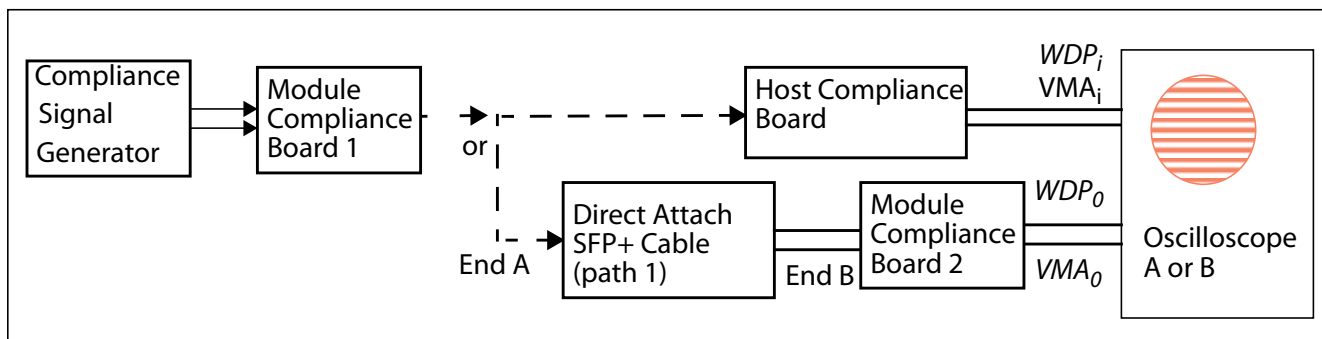 Compliance
Signal
Generator
Module
Compliance
Board 1
or
Host Compliance
Board
WDPi
VMAi
End A
Direct Attach
SFP+ Cable
(path 1)
End B
Module
Compliance
Board 2
WDP0
VMA0
Oscilloscope
A or B